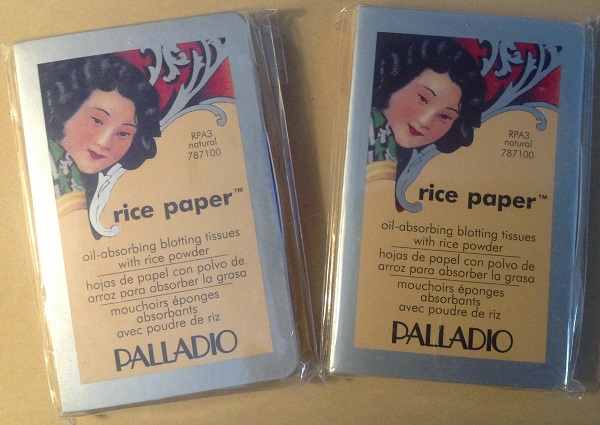 RPA3
natural
787100
rice paper™
oil-absorbing blotting tissues
with rice powder
hojas de papel con polvo de
arroz para absorber la grasa
mouchoirs éponges
absorbants
avec poudre de riz
PALLADIO
RPA3
natural
787100
rice paper™
oil-absorbing blotting tissues
with rice powder
hojas de papel con polvo de
arroz para absorber la grasa
mouchoirs éponges
absorbants
avec poudre de riz
PALLADIO